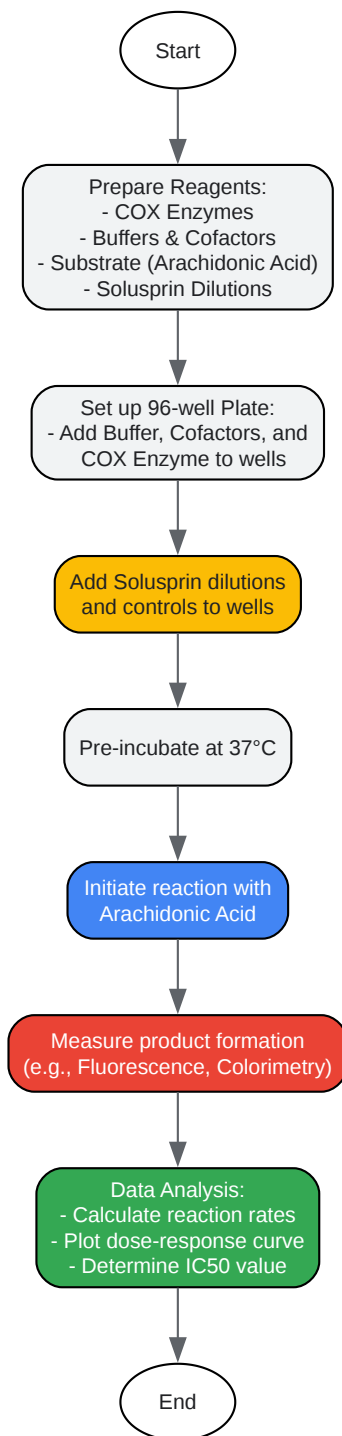 Start
Prepare Reagents:
- COX Enzymes
- Buffers & Cofactors
- Substrate (Arachidonic Acid)
- Solusprin Dilutions
Set up 96-well Plate:
- Add Buffer, Cofactors, and
COX Enzyme to wells
Add Solusprin dilutions
and controls to wells
Pre-incubate at 37°C
Initiate reaction with
Arachidonic Acid
Measure product formation
(e.g., Fluorescence, Colorimetry)
Data Analysis:
- Calculate reaction rates
- Plot dose-response curve
- Determine IC50 value
End